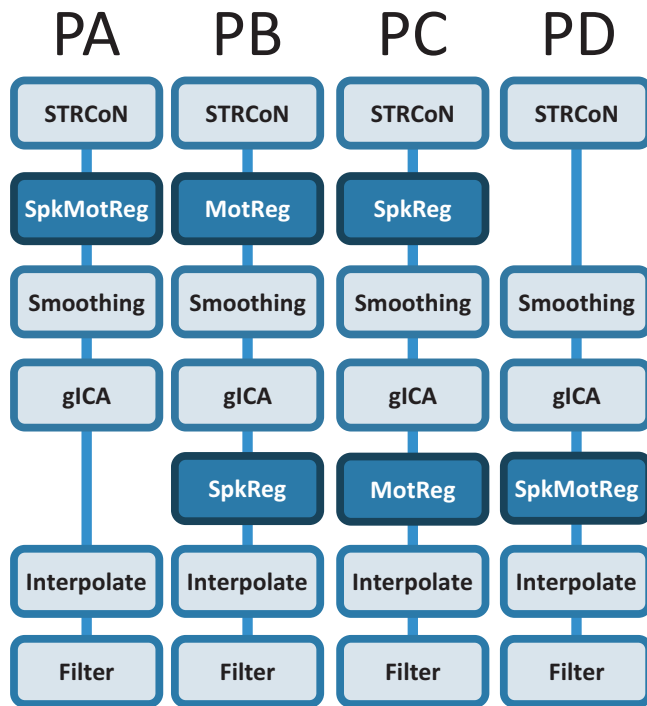 PA PB PC PD
STRCoN STRCoN STRCoN STRCoN
SpkMotReg MotReg SpkReg
Smoothing Smoothing Smoothing Smoothing
gICA gICA gICA gICA
SpkReg MotReg SpkMotReg
Interpolate Interpolate Interpolate Interpolate
Filter Filter Filter Filter